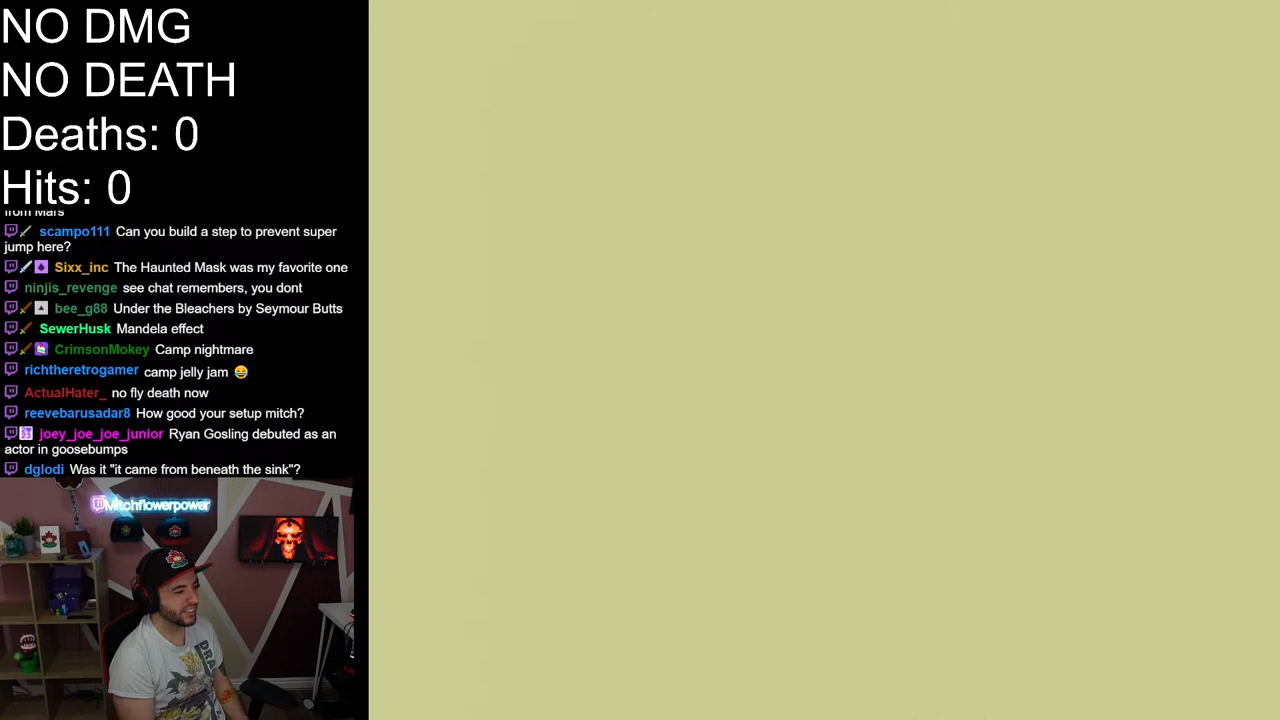 NO DMG
NO DEATH
Deaths: 0
Hits: 0
from Mars
scampo111 Can you build a step to prevent super
jump here?
Sixx_inc The Haunted Mask was my favorite one
ninjis_revenge see chat remembers, you dont
bee_g88 Under the Bleachers by Seymour Butts
SewerHusk Mandela effect
CrimsonMokey Camp nightmare
richtheretrogamer camp jelly jam 😂
ActualHater_ no fly death now
reevebarusadar8 How good your setup mitch?
joey_joe_joe_junior Ryan Gosling debuted as an
actor in goosebumps
dglodi Was it "it came from beneath the sink"?
Mitchflowerpower
DRA